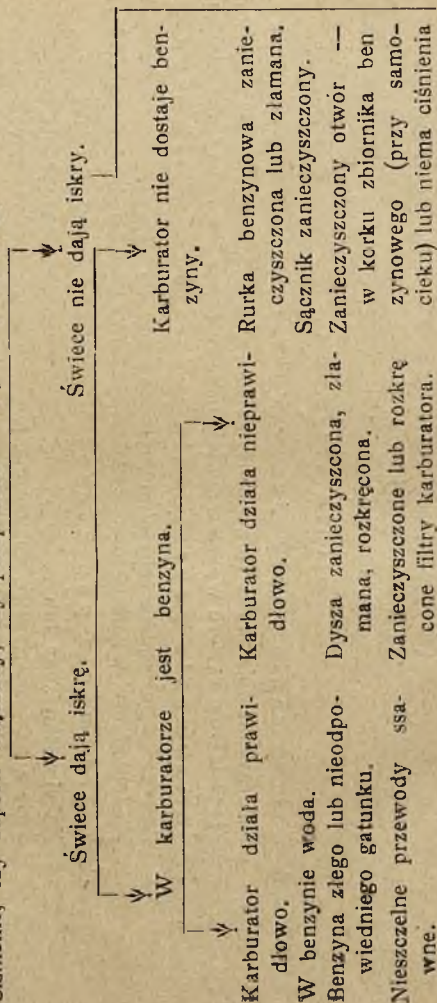 Świece dają iskrę.
Świece nie dają iskry.
W karburatorze jest benzyna.
Karburator nie dostaje ben-
zyny.
Karburator działa prawi-
dłowo.
W benzynie woda.
Benzyna złego lub nieodpo-
wiedniego gatunku.
Nieszczelne przewody ssa-
wne.
Karburator działa nieprawi-
dłowo.
Dysza zanieczyszcona, zła-
mana, rozkręcona.
Zanieczyszczone lub rozkrę
cone filtry karburatora.
Rurka benzynowa zanie-
czyszczona lub złamana.
Sącznik zanieczyszczony.
Zanieczyszczony otwór —
w korku zbiornika ben
zynowego (przy samo-
cieku) lub niema ciśnienia